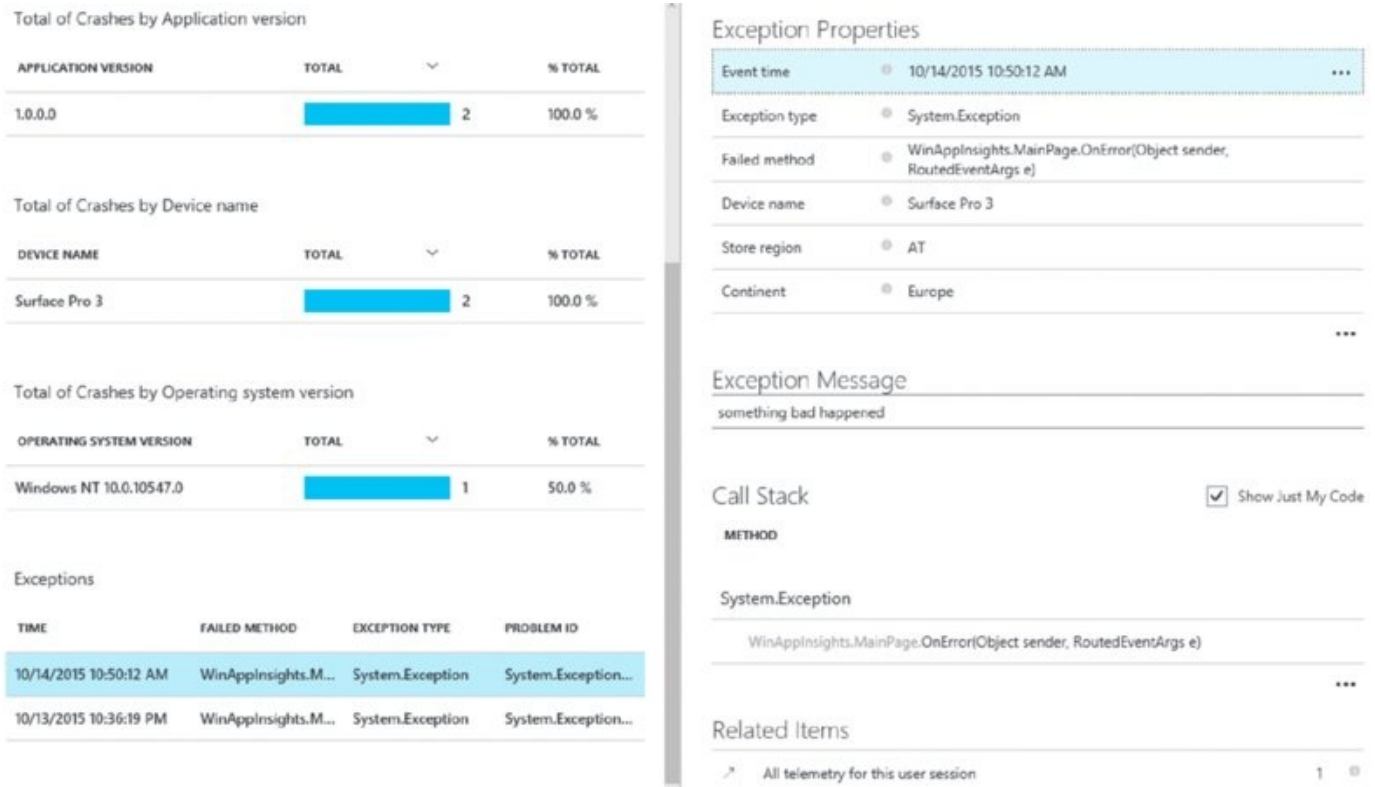 Total of Crashes by Application version
APPLICATION VERSION TOTAL % TOTAL
1.0.0.0 2 100.0 %
Total of Crashes by Device name
DEVICE NAME TOTAL % TOTAL
Surface Pro 3 2 100.0 %
Total of Crashes by Operating system version
OPERATING SYSTEM VERSION TOTAL % TOTAL
Windows NT 10.0.10547.0 1 50.0 %
Exceptions
TIME FAILED METHOD EXCEPTION TYPE PROBLEM ID
10/14/2015 10:50:12 AM WinAppInsights.M... System.Exception System.Exception...
10/13/2015 10:36:19 PM WinAppInsights.M... System.Exception System.Exception...
Exception Properties
Event time 10/14/2015 10:50:12 AM ...
Exception type System.Exception
Failed method WinAppInsights.MainPage.OnError(Object sender,
RoutedEventArgs e)
Device name Surface Pro 3
Store region AT
Continent Europe
...
Exception Message
something bad happened
Call Stack Show Just My Code
METHOD
System.Exception
WinAppInsights.MainPage.OnError(Object sender, RoutedEventArgs e)
...
Related Items
All telemetry for this user session 1